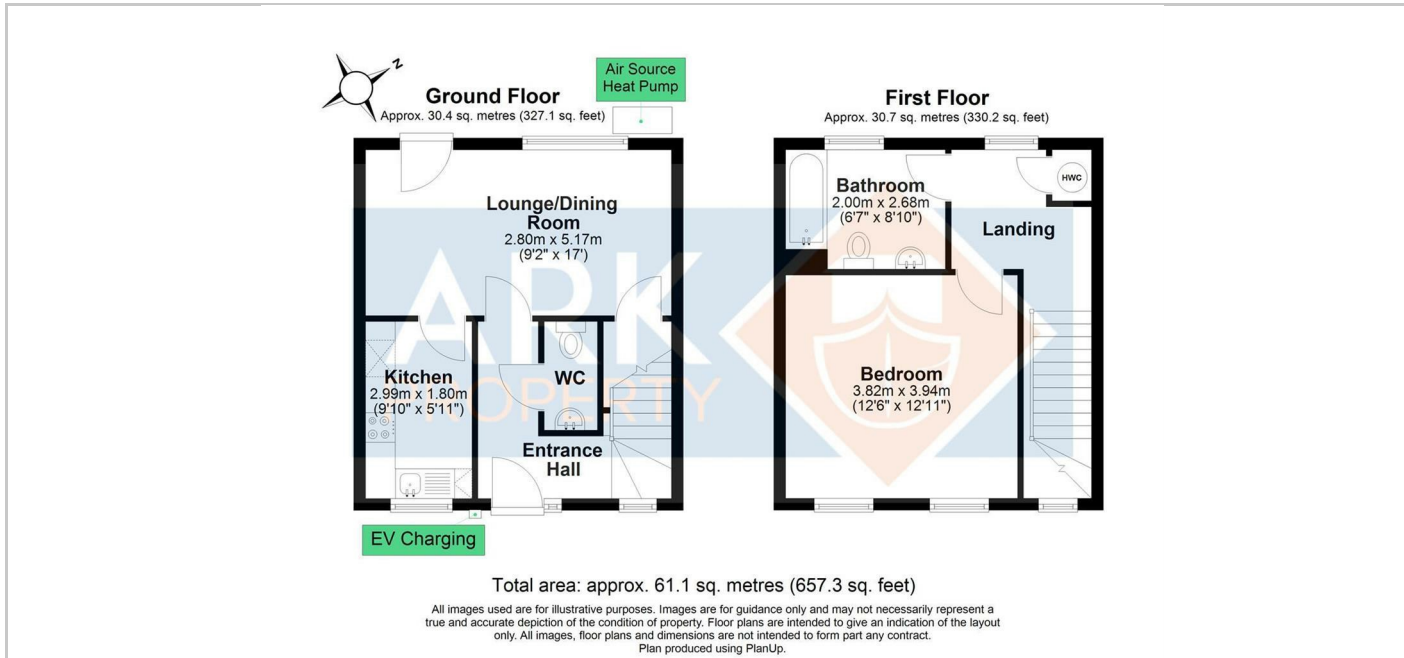 N
Ground Floor
Approx. 30.4 sq. metres (327.1 sq. feet)
Air Source
Heat Pump
Lounge/Dining
Room
2.80m x 5.17m
(9'2" x 17')
Kitchen
2.99m x 1.80m
(9'10" x 5'11")
WC
Entrance
Hall
EV Charging
First Floor
Approx. 30.7 sq. metres (330.2 sq. feet)
Bathroom
2.00m x 2.68m
(6'7" x 8'10")
HWC
Landing
Bedroom
3.82m x 3.94m
(12'6" x 12'11")
ARK
PROPERTY
Total area: approx. 61.1 sq. metres (657.3 sq. feet)
All images used are for illustrative purposes. Images are for guidance only and may not necessarily represent a
true and accurate depiction of the condition of property. Floor plans are intended to give an indication of the layout
only. All images, floor plans and dimensions are not intended to form part any contract.
Plan produced using PlanUp.